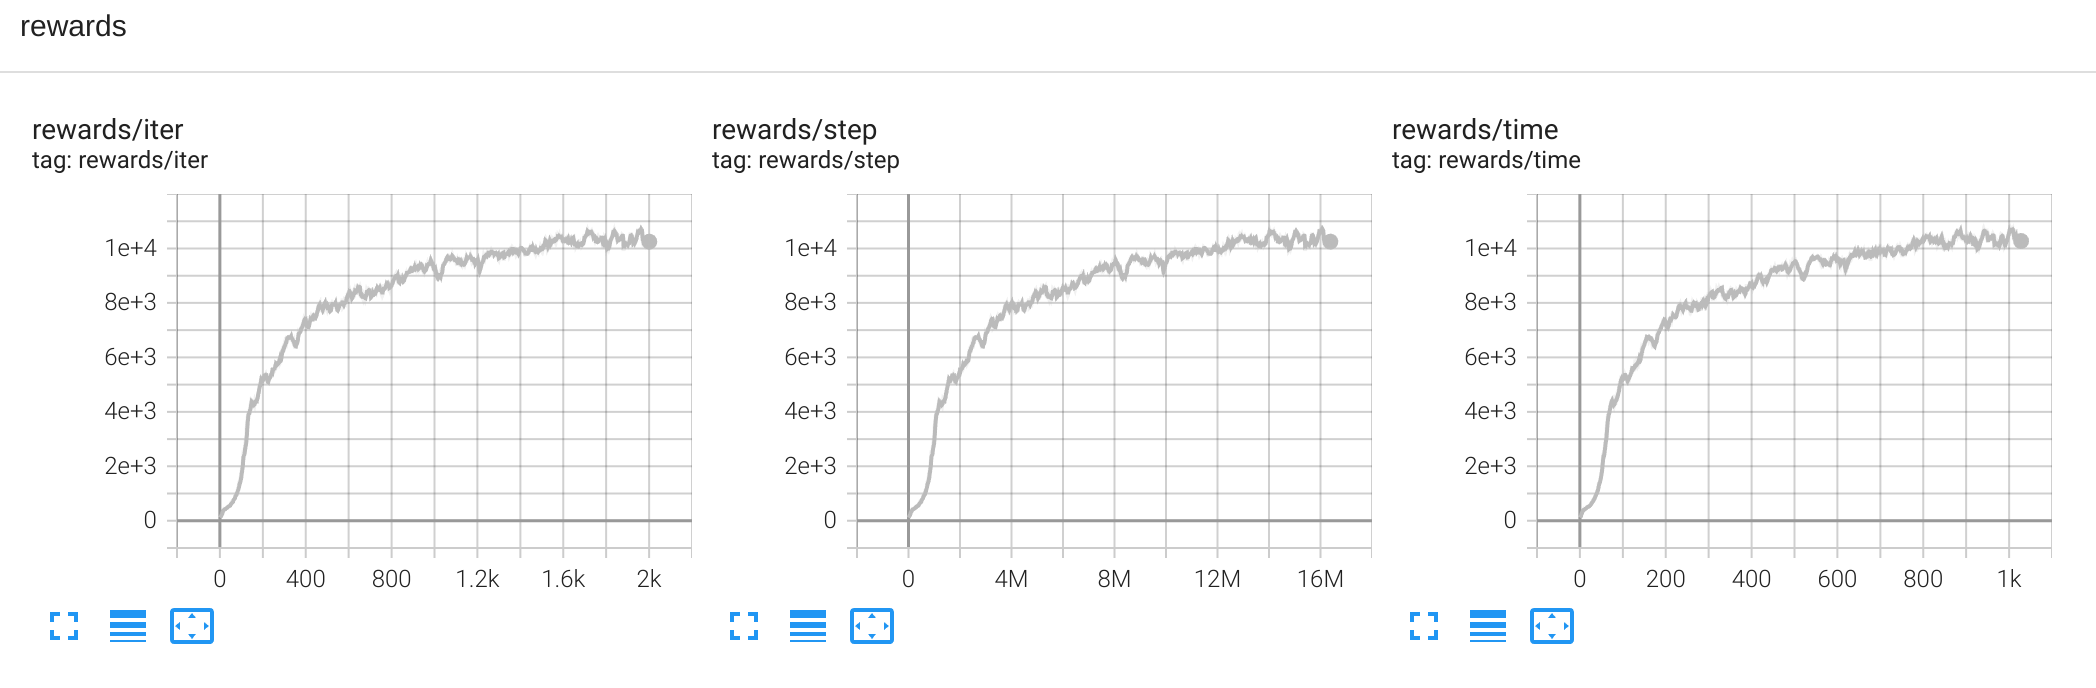 rewards
rewards/iter
tag: rewards/iter
1e+4
8e+3
6e+3
4e+3
2e+3
0
0 400 800 1.2k 1.6k 2k
rewards/step
tag: rewards/step
1e+4
8e+3
6e+3
4e+3
2e+3
0
0 4M 8M 12M 16M
rewards/time
tag: rewards/time
1e+4
8e+3
6e+3
4e+3
2e+3
0
0 200 400 600 800 1k